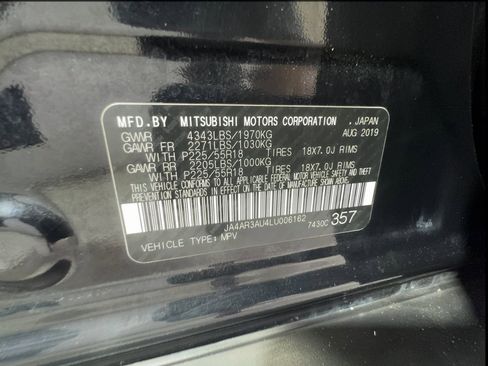 MFD.BY MITSUBISHI MOTORS CORPORATION . JAPAN
GVWR 4343LBS/1970KG AUG 2019
GAWR FR 2271LBS/1030KG
WITH P225/55R18 TIRES 18X7.0J RIMS
GAWR RR 2205LBS/1000KG
WITH P225/55R18 TIRES 18X7.0J RIMS
THIS VEHICLE CONFORMS TO ALL APPLICABLE FEDERAL MOTOR VEHICLE SAFETY AND THEFT
PREVENTION STANDARDS IN EFFECT ON THE DATE OF MANUFACTURE SHOWN ABOVE.
JA4AR3AU4LU006162
VEHICLE TYPE: MPV 7430C 357